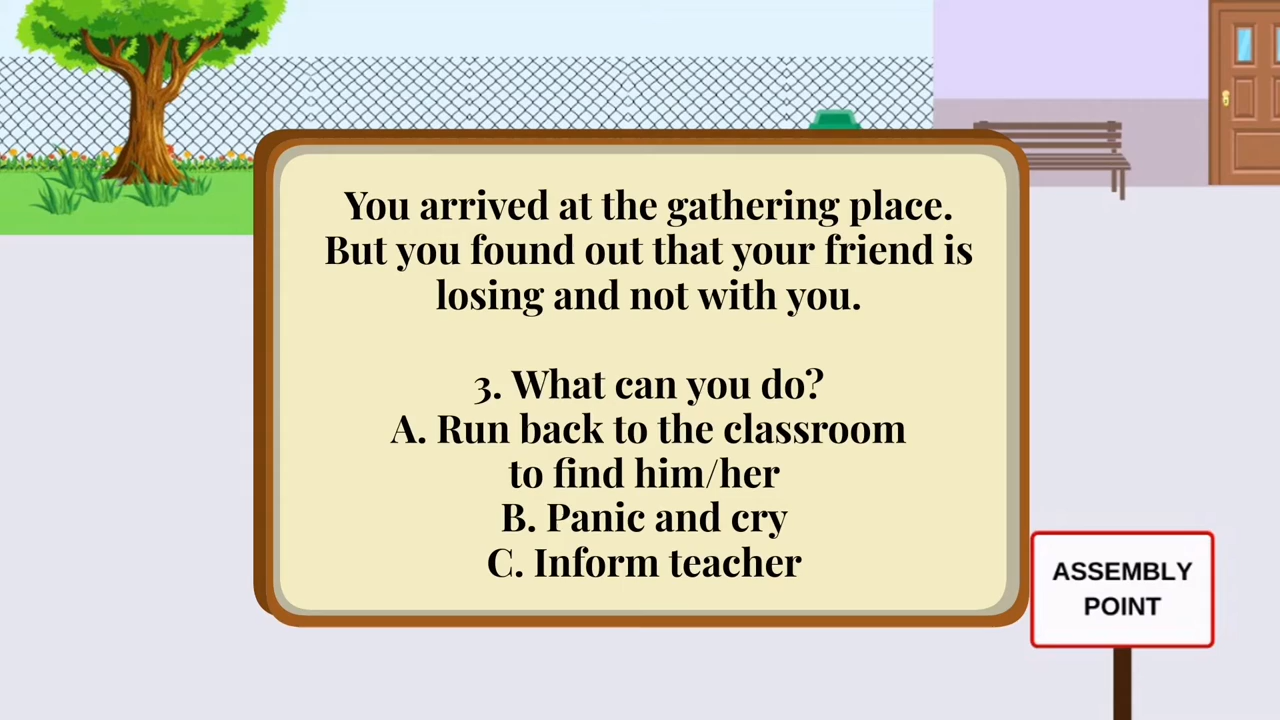 You arrived at the gathering place.
But you found out that your friend is
losing and not with you.
3. What can you do?
A. Run back to the classroom
to find him/her
B. Panic and cry
C. Inform teacher
ASSEMBLY
POINT